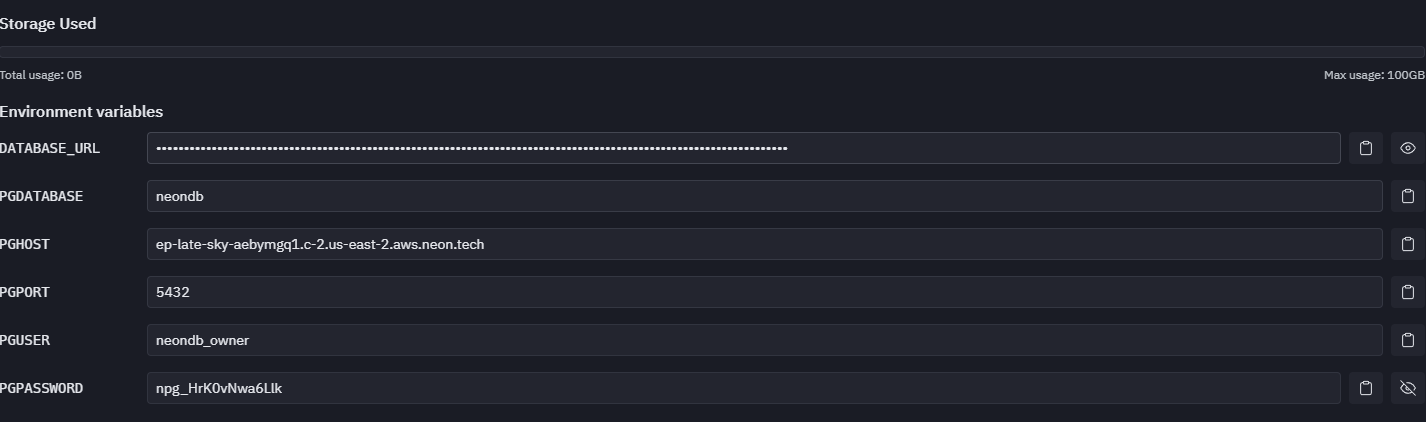 Storage Used
Total usage: 0B
Max usage: 100GB
Environment variables
DATABASE_URL
PGDATABASE neondb
PGHOST ep-late-sky-aebymgq1.c-2.us-east-2.aws.neon.tech
PGPORT 5432
PGUSER neondb_owner
PGPASSWORD npg_HrK0vNwa6Llk